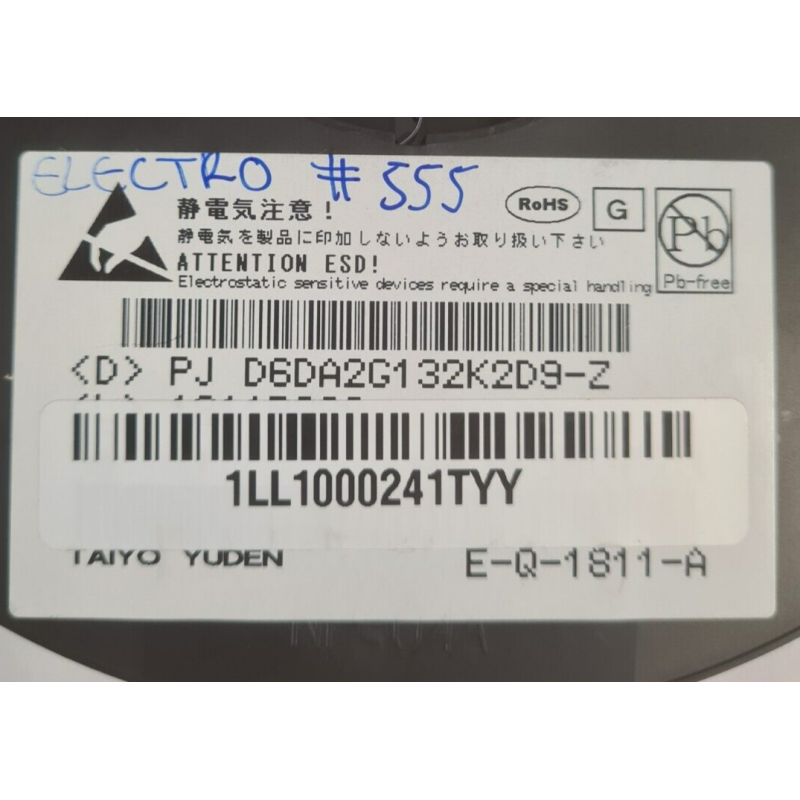 ELECTRO # 555
静電気注意！
RoHS
G
Pb
静電気を製品に印加しないようお取り扱い下さい
ATTENTION ESD!
Electrostatic sensitive devices require a special handling
Pb-free
<D> PJ D6DA2G132K2D9-Z
1LL1000241TYY
TAIYO YUDEN
E-Q-1811-A